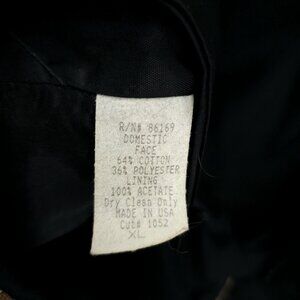 R/N# 86169
DOMESTIC
FACE
64% COTTON
36% POLYESTER
LINING
100% ACETATE
Dry Clean Only
MADE IN USA
Cut# 1052
XL